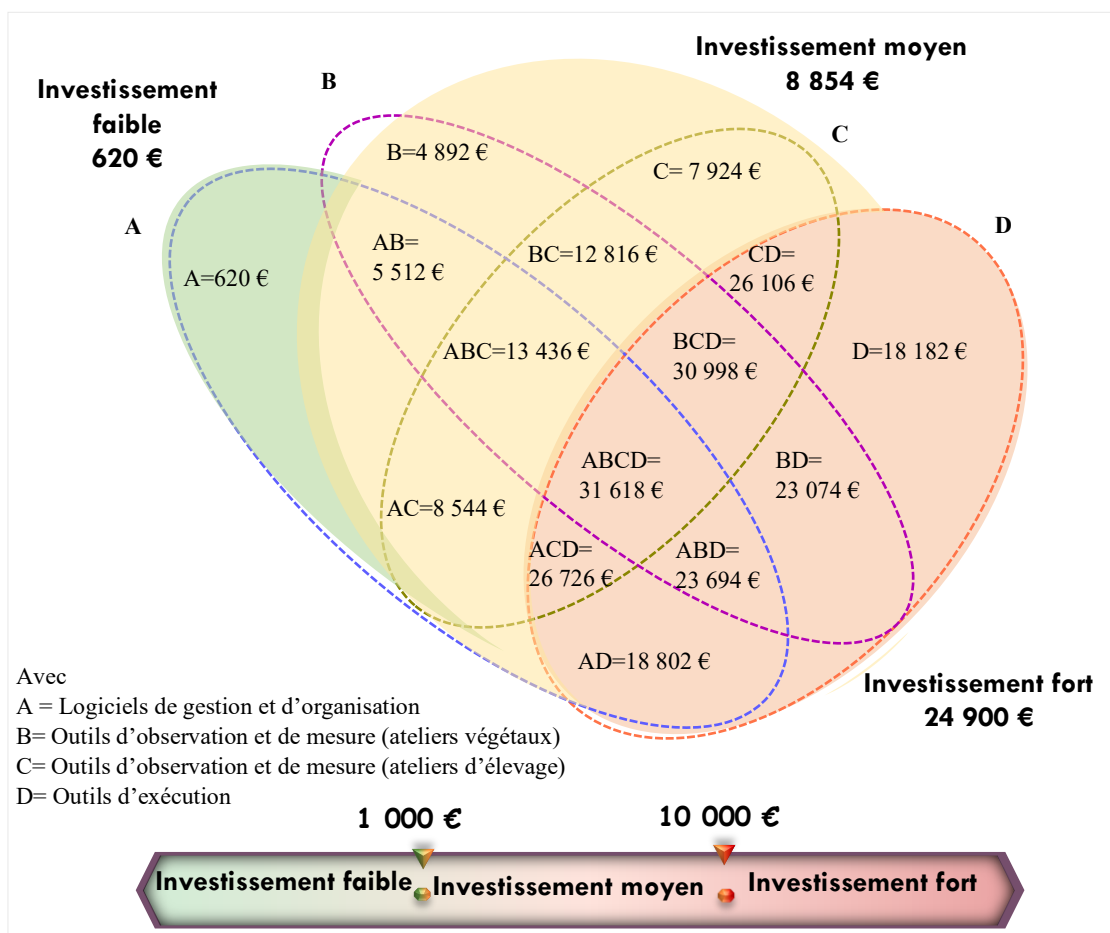 Investissement moyen
8 854 €
Investissement
faible
620 €
B
C
A
D
B=4 892 €
C= 7 924 €
AB=
5 512 €
BC=12 816 €
CD=
26 106 €
A=620 €
ABC=13 436 €
BCD=
30 998 €
D=18 182 €
ABCD=
31 618 €
BD=
23 074 €
AC=8 544 €
ACD=
26 726 €
ABD=
23 694 €
AD=18 802 €
Investissement fort
24 900 €
Avec
A = Logiciels de gestion et d’organisation
B= Outils d’observation et de mesure (ateliers végétaux)
C= Outils d’observation et de mesure (ateliers d’élevage)
D= Outils d’exécution
1 000 €
10 000 €
Investissement faible
Investissement moyen
Investissement fort